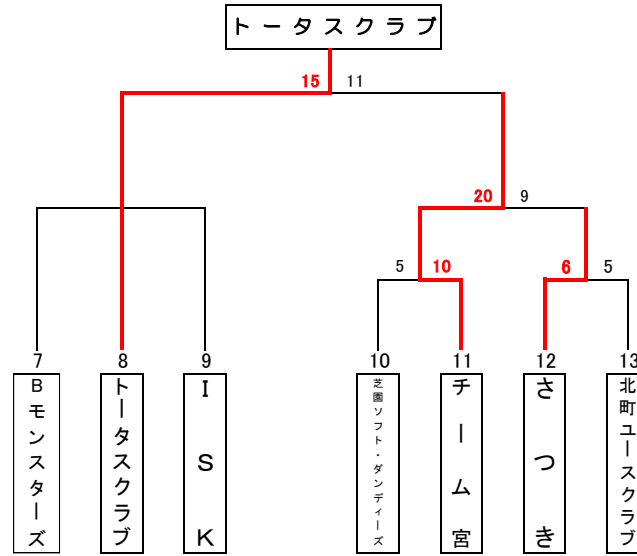 トータスクラブ
15 11
20 9
5 10 6 5
7 8 9 10 11 12 13
Bモンスターズ
トータスクラブ
ISK
芝園ソフト・ダンディーズ
チーム宮
さつき
北町ユースクラブ